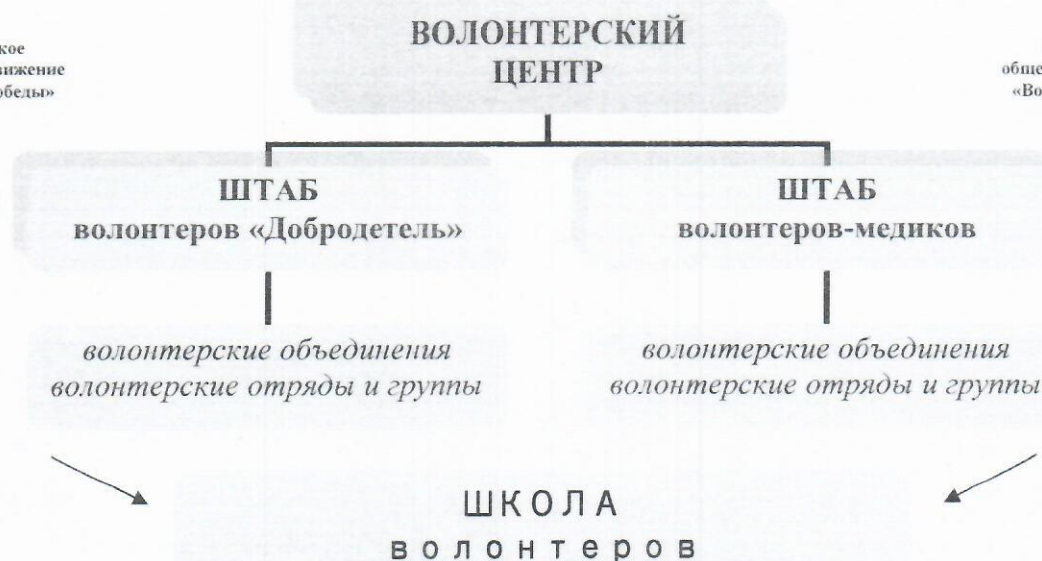 ВОЛОНТЕРСКИЙ
ЦЕНТР
ШТАБ
волонтеров «Добродетель»
ШТАБ
волонтеров-медиков
волонтерские объединения
волонтерские отряды и группы
волонтерские объединения
волонтерские отряды и группы
ШКОЛА
волонтеров